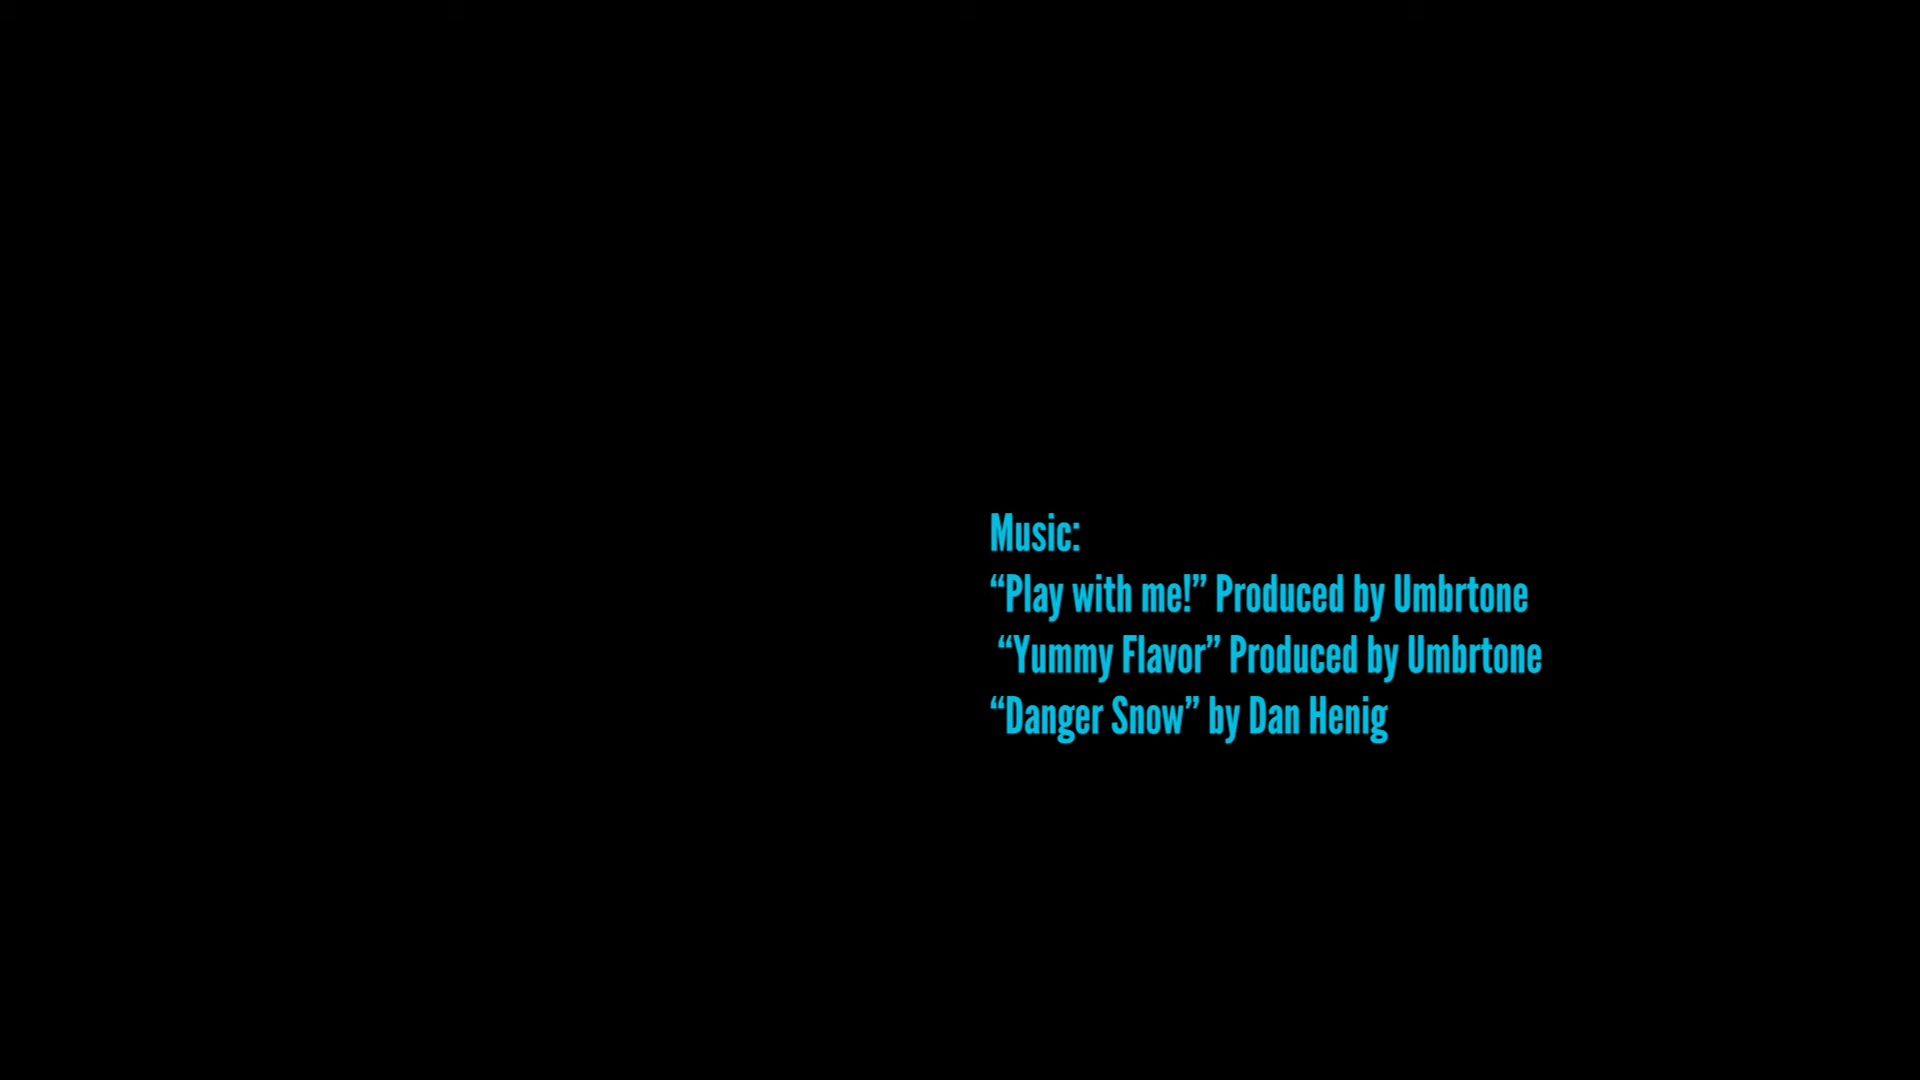 Music:
“Play with me!” Produced by Umbrtone
“Yummy Flavor” Produced by Umbrtone
“Danger Snow” by Dan Henig